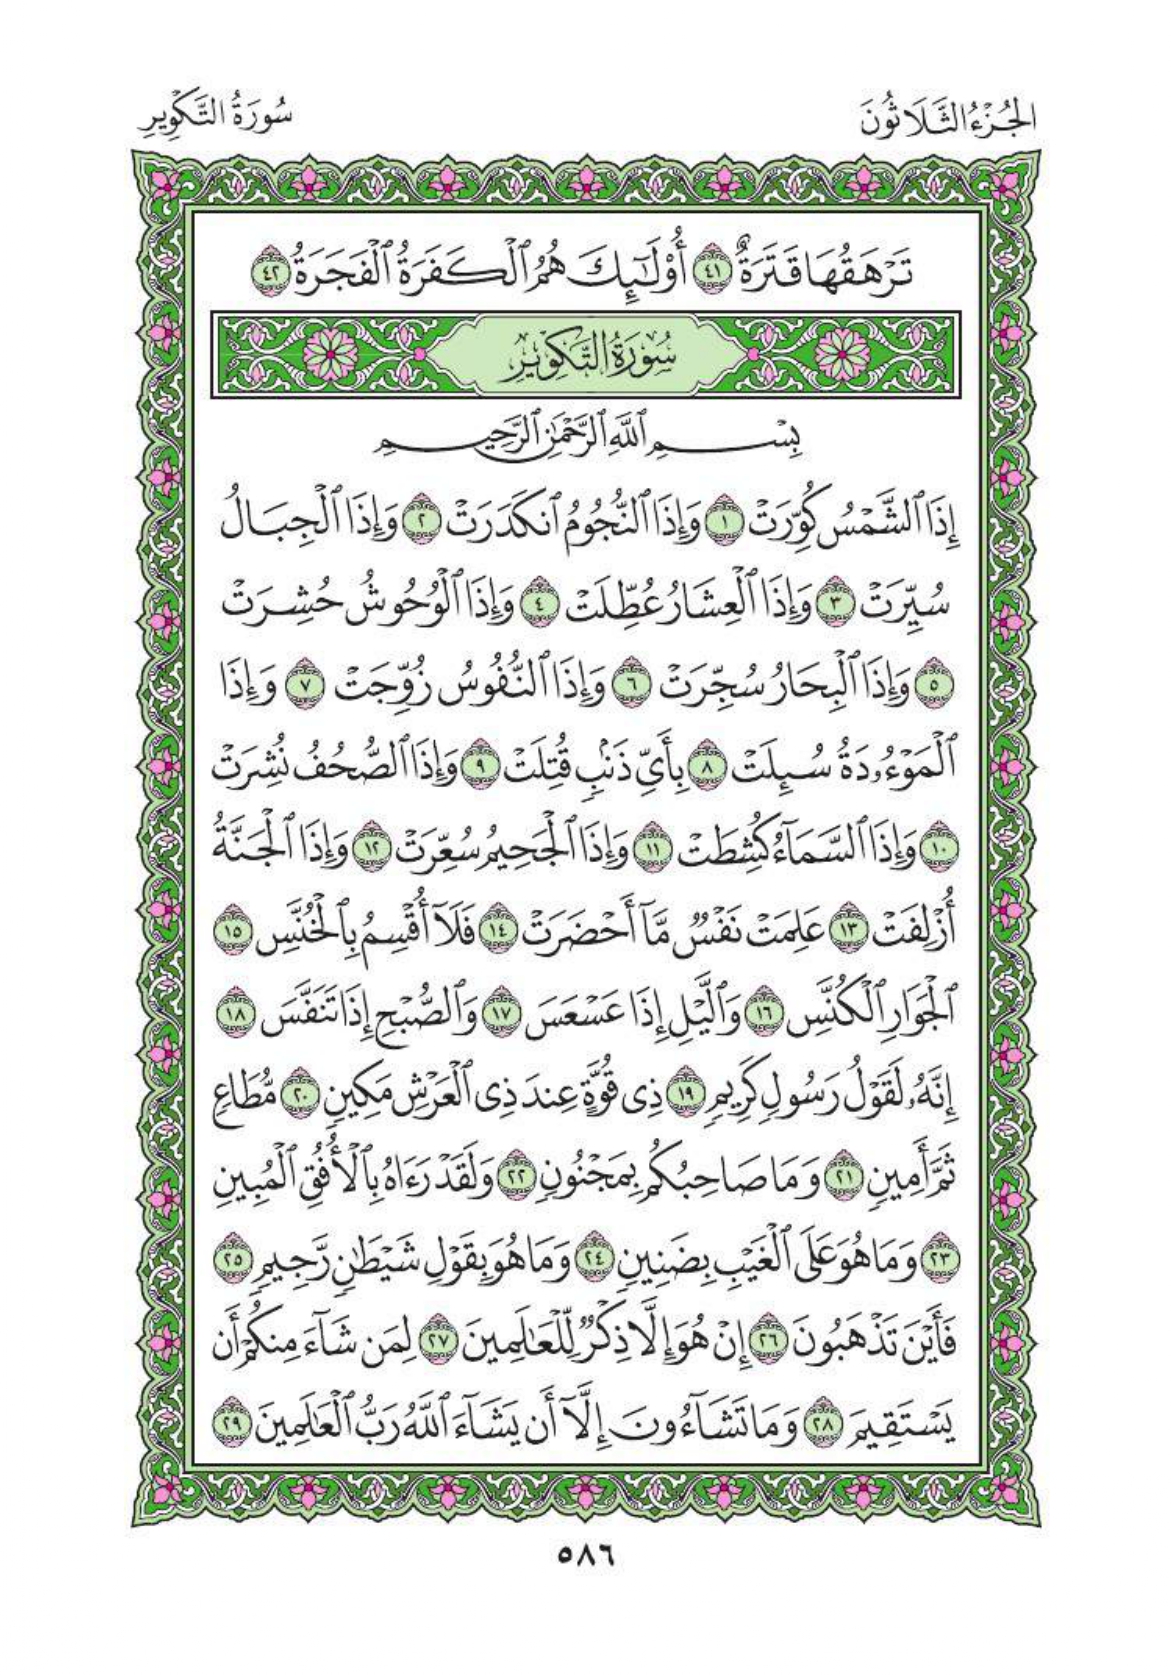 الجُزْءُ الثَّلَاثُونَ
سُورَةُ التَّكْوِيرِ
تَرْهَقُهَا قَتَرَةٌ ٤١ أُوْلَٰٓئِكَ هُمُ ٱلْكَفَرَةُ ٱلْفَجَرَةُ ٤٢
سُورَةُ التَّكْوِيرِ
بِسْمِ ٱللَّهِ ٱلرَّحْمَٰنِ ٱلرَّحِيمِ
إِذَا ٱلشَّمْسُ كُوِّرَتْ ١ وَإِذَا ٱلنُّجُومُ ٱنكَدَرَتْ ٢ وَإِذَا ٱلْجِبَالُ
سُيِّرَتْ ٣ وَإِذَا ٱلْعِشَارُ عُطِّلَتْ ٤ وَإِذَا ٱلْوُحُوشُ حُشِرَتْ
٥ وَإِذَا ٱلْبِحَارُ سُجِّرَتْ ٦ وَإِذَا ٱلنُّفُوسُ زُوِّجَتْ ٧ وَإِذَا
ٱلْمَوْءُۥدَةُ سُئِلَتْ ٨ بِأَيِّ ذَنۢبٍ قُتِلَتْ ٩ وَإِذَا ٱلصُّحُفُ نُشِرَتْ
١٠ وَإِذَا ٱلسَّمَآءُ كُشِطَتْ ١١ وَإِذَا ٱلْجَحِيمُ سُعِّرَتْ ١٢ وَإِذَا ٱلْجَنَّةُ
أُزْلِفَتْ ١٣ عَلِمَتْ نَفْسٌ مَّآ أَحْضَرَتْ ١٤ فَلَآ أُقْسِمُ بِٱلْخُنَّسِ ١٥
ٱلْجَوَارِ ٱلْكُنَّسِ ١٦ وَٱلَّيْلِ إِذَا عَسْعَسَ ١٧ وَٱلصُّبْحِ إِذَا تَنَفَّسَ ١٨
إِنَّهُۥ لَقَوْلُ رَسُولٍ كَرِيمٍ ١٩ ذِى قُوَّةٍ عِندَ ذِى ٱلْعَرْشِ مَكِينٍ ٢٠ مُّطَاعٍ
ثَمَّ أَمِينٍ ٢١ وَمَا صَاحِبُكُم بِمَجْنُونٍ ٢٢ وَلَقَدْ رَءَاهُ بِٱلْأُفُقِ ٱلْمُبِينِ
٢٣ وَمَا هُوَ عَلَى ٱلْغَيْبِ بِضَنِينٍ ٢٤ وَمَا هُوَ بِقَوْلِ شَيْطَٰنٍ رَّجِيمٍ ٢٥
فَأَيْنَ تَذْهَبُونَ ٢٦ إِنْ هُوَ إِلَّا ذِكْرٌ لِّلْعَٰلَمِينَ ٢٧ لِمَن شَآءَ مِنكُمْ أَن
يَسْتَقِيمَ ٢٨ وَمَا تَشَآءُونَ إِلَّآ أَن يَشَآءَ ٱللَّهُ رَبُّ ٱلْعَٰلَمِينَ ٢٩
٥٨٦